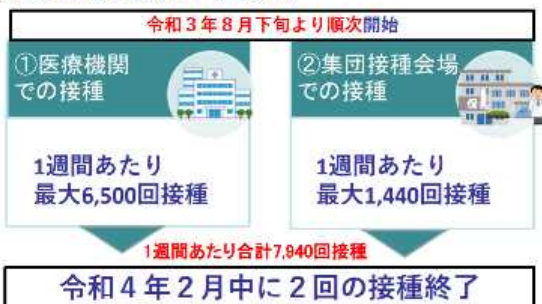 令和３年８月下旬より順次開始
①医療機関
での接種
②集団接種会場
での接種
1週間あたり
最大6,500回接種
1週間あたり
最大1,440回接種
1週間あたり合計7,940回接種
令和４年２月中に２回の接種終了